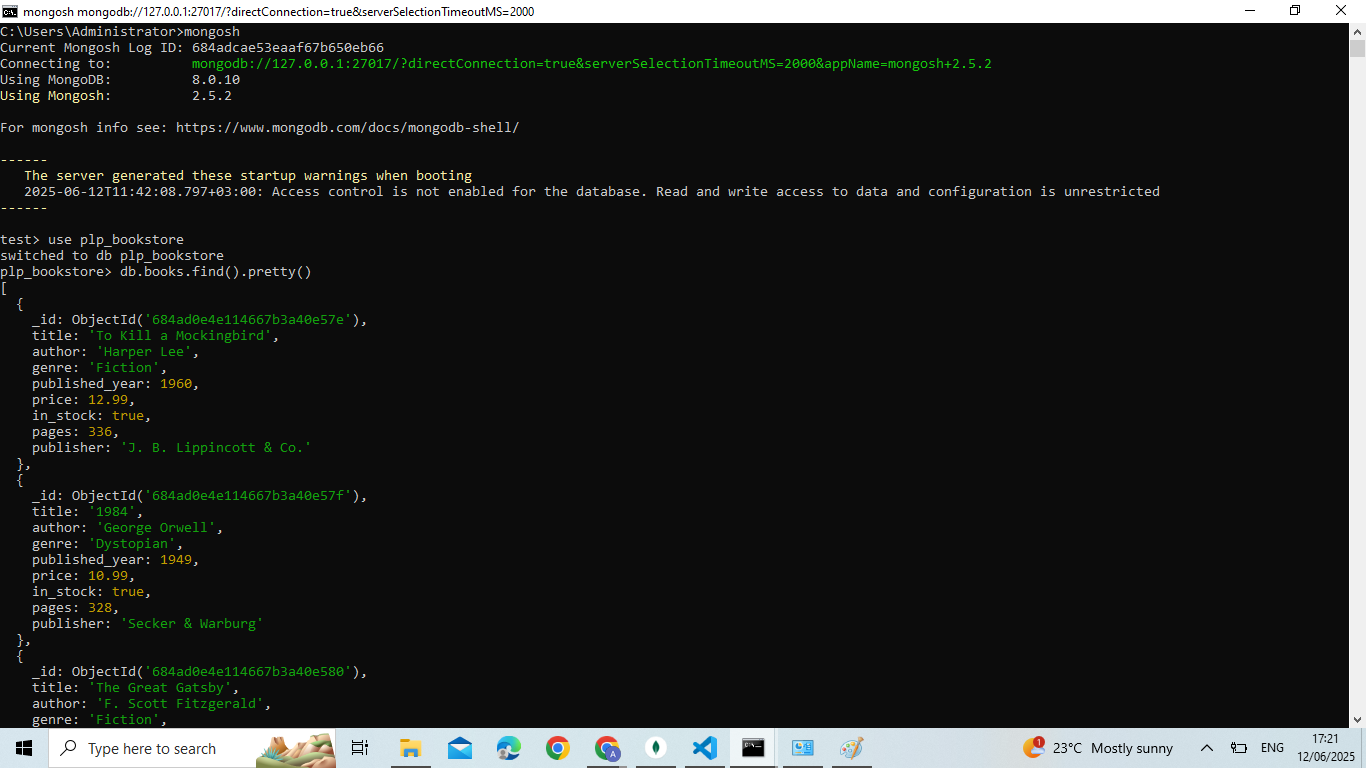 mongosh mongodb://127.0.0.1:27017/?directConnection=true&serverSelectionTimeoutMS=2000
C:\Users\Administrator>mongosh
Current Mongosh Log ID: 684adcae53eaaf67b650eb66
Connecting to:          mongodb://127.0.0.1:27017/?directConnection=true&serverSelectionTimeoutMS=2000&appName=mongosh+2.5.2
Using MongoDB:          8.0.10
Using Mongosh:          2.5.2
For mongosh info see: https://www.mongodb.com/docs/mongodb-shell/
------
   The server generated these startup warnings when booting
   2025-06-12T11:42:08.797+03:00: Access control is not enabled for the database. Read and write access to data and configuration is unrestricted
------
test> use plp_bookstore
switched to db plp_bookstore
plp_bookstore> db.books.find().pretty()
[
  {
    _id: ObjectId('684ad0e4e114667b3a40e57e'),
    title: 'To Kill a Mockingbird',
    author: 'Harper Lee',
    genre: 'Fiction',
    published_year: 1960,
    price: 12.99,
    in_stock: true,
    pages: 336,
    publisher: 'J. B. Lippincott & Co.'
  },
  {
    _id: ObjectId('684ad0e4e114667b3a40e57f'),
    title: '1984',
    author: 'George Orwell',
    genre: 'Dystopian',
    published_year: 1949,
    price: 10.99,
    in_stock: true,
    pages: 328,
    publisher: 'Secker & Warburg'
  },
  {
    _id: ObjectId('684ad0e4e114667b3a40e580'),
    title: 'The Great Gatsby',
    author: 'F. Scott Fitzgerald',
    genre: 'Fiction',
Type here to search
A
1
23°C Mostly sunny
ENG
17:21
12/06/2025